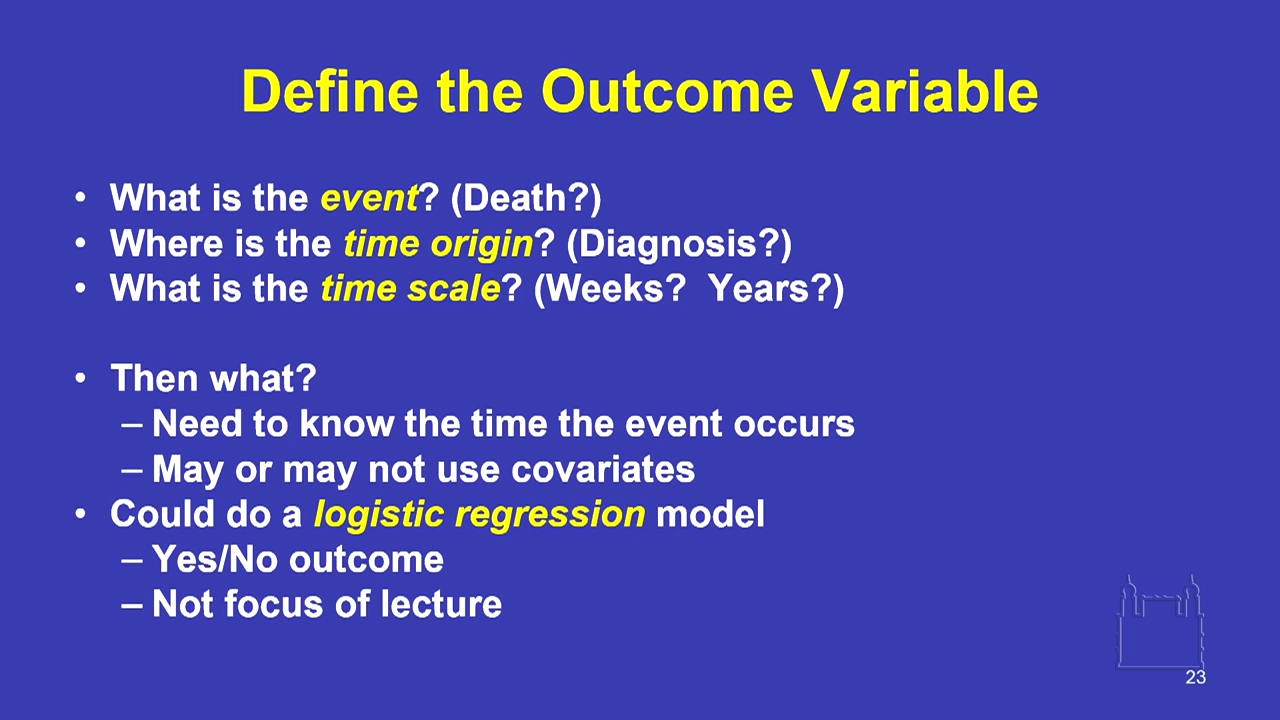 Define the Outcome Variable
• What is the event? (Death?)
• Where is the time origin? (Diagnosis?)
• What is the time scale? (Weeks?  Years?)
• Then what?
– Need to know the time the event occurs
– May or may not use covariates
• Could do a logistic regression model
– Yes/No outcome
– Not focus of lecture
23